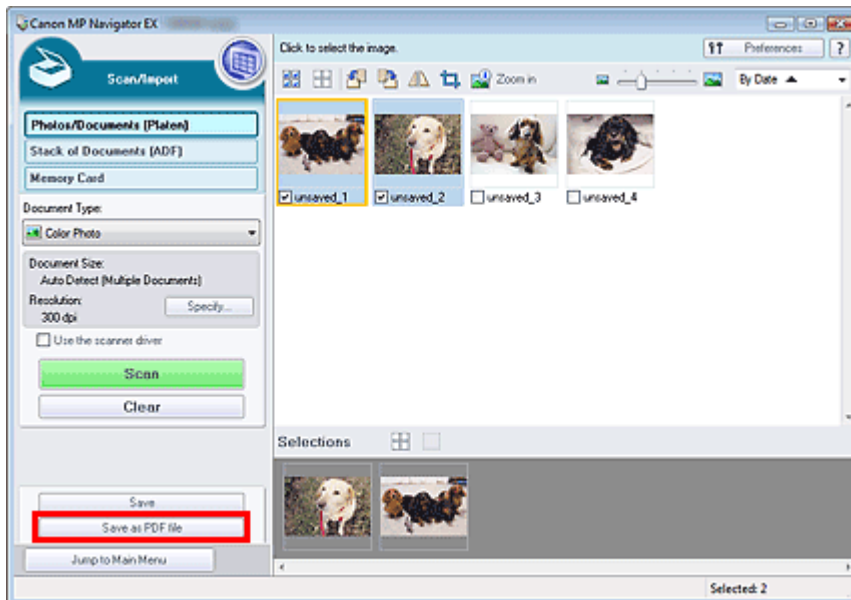 Canon MP Navigator EX
Scan/Import
Photos/Documents (Platen)
Stack of Documents (ADF)
Memory Card
Document Type:
Color Photo
Document Size:
Auto Detect (Multiple Documents)
Resolution:
300 dpi
Specify...
Use the scanner driver
Scan
Clear
Save
Save as PDF file
Jump to Main Menu
Click to select the image.
Preferences
?
Zoom in
By Date
unsaved_1
unsaved_2
unsaved_3
unsaved_4
Selections
Selected: 2